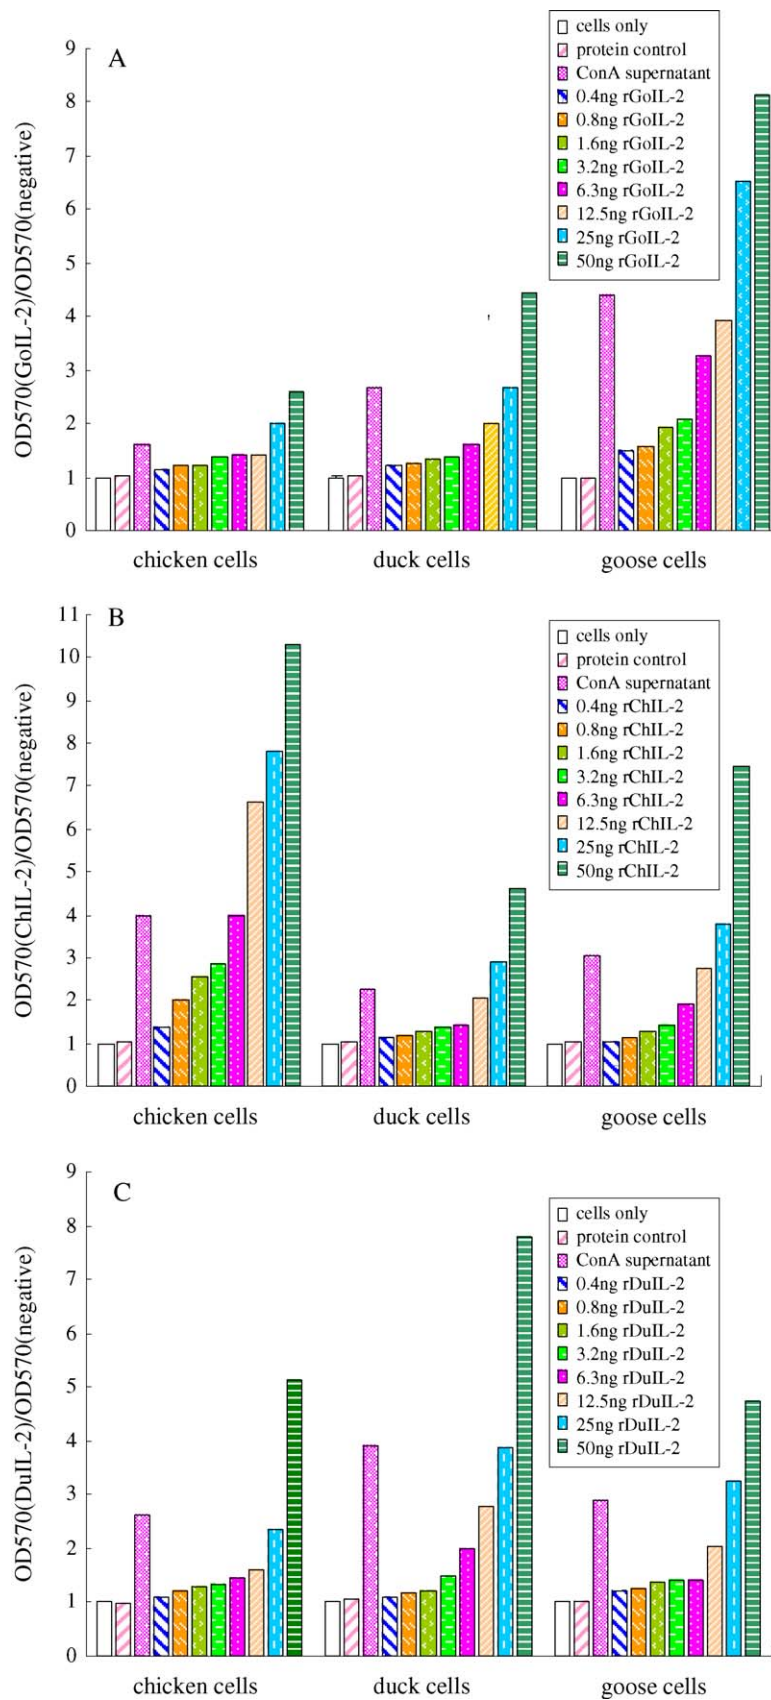 A
OD570(GoIL-2)/OD570(negative)
9
8
7
6
5
4
3
2
1
0
cells only
protein control
ConA supernatant
0.4ng rGoIL-2
0.8ng rGoIL-2
1.6ng rGoIL-2
3.2ng rGoIL-2
6.3ng rGoIL-2
12.5ng rGoIL-2
25ng rGoIL-2
50ng rGoIL-2
chicken cells duck cells goose cells
B
OD570(ChIL-2)/OD570(negative)
11
10
9
8
7
6
5
4
3
2
1
0
cells only
protein control
ConA supernatant
0.4ng rChIL-2
0.8ng rChIL-2
1.6ng rChIL-2
3.2ng rChIL-2
6.3ng rChIL-2
12.5ng rChIL-2
25ng rChIL-2
50ng rChIL-2
chicken cells duck cells goose cells
C
OD570(DuIL-2)/OD570(negative)
9
8
7
6
5
4
3
2
1
0
cells only
protein control
ConA supernatant
0.4ng rDuIL-2
0.8ng rDuIL-2
1.6ng rDuIL-2
3.2ng rDuIL-2
6.3ng rDuIL-2
12.5ng rDuIL-2
25ng rDuIL-2
50ng rDuIL-2
chicken cells duck cells goose cells